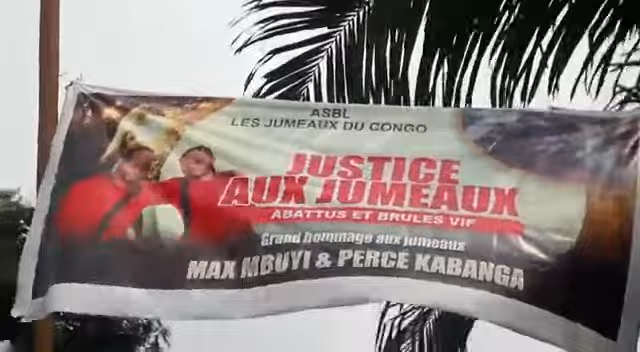 ASBL
LES JUMEAUX DU CONGO
JUSTICE
AUX JUMEAUX
ABATTUS ET BRULES VIF
Grand hommage aux jumeaux
MAX MBUYI & PERCE KABANGA